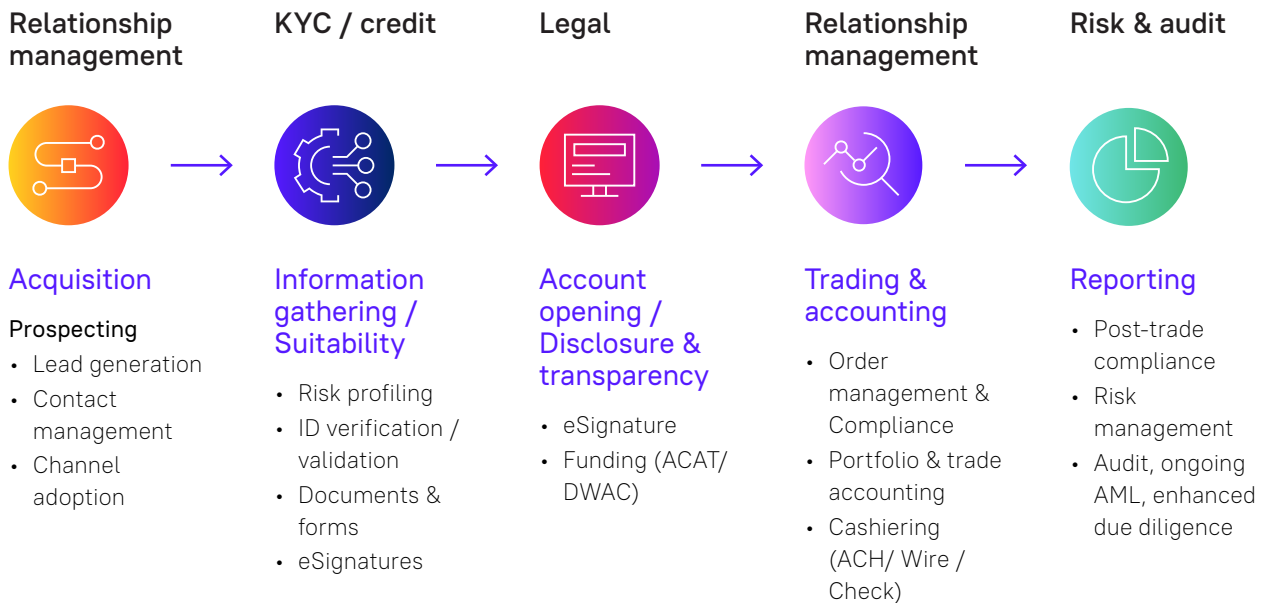 Relationship
management
KYC / credit
Legal
Relationship
management
Risk & audit
Acquisition
Prospecting
• Lead generation
• Contact
management
• Channel
adoption
Information
gathering /
Suitability
• Risk profiling
• ID verification /
validation
• Documents &
forms
• eSignatures
Account
opening /
Disclosure &
transparency
• eSignature
• Funding (ACAT/
DWAC)
Trading &
accounting
• Order
management &
Compliance
• Portfolio & trade
accounting
• Cashiering
(ACH/ Wire /
Check)
Reporting
• Post-trade
compliance
• Risk
management
• Audit, ongoing
AML, enhanced
due diligence